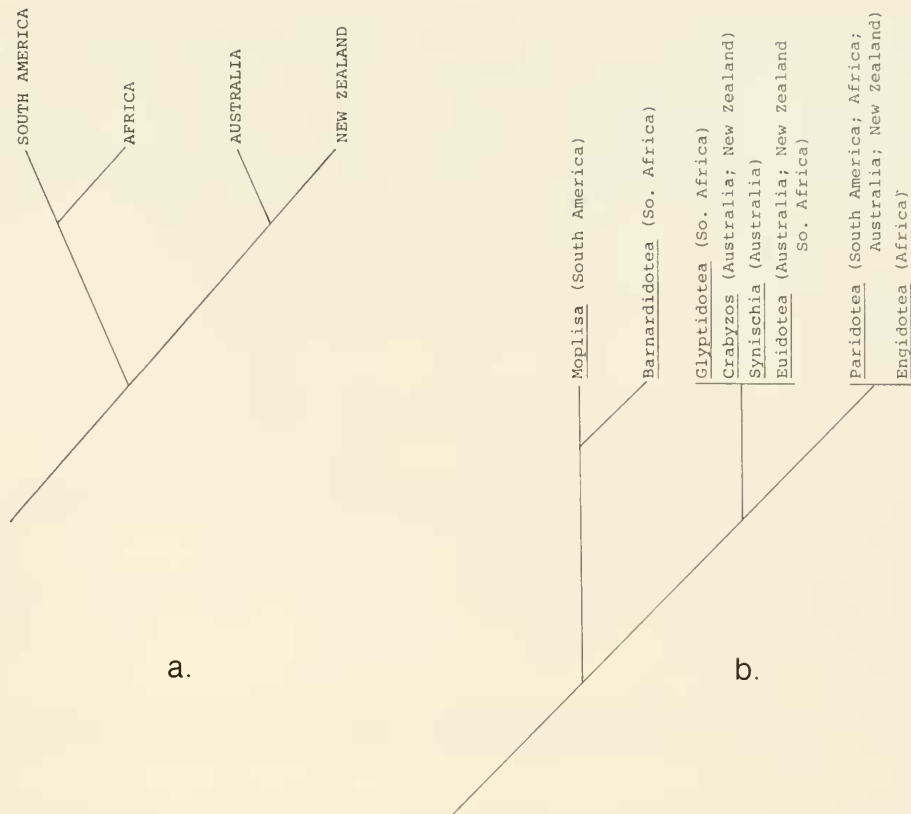 SOUTH AMERICA
AFRICA
AUSTRALIA
NEW ZEALAND
a.
Moplisa (South America)
Barnardidotea (So. Africa)
Glyptidotea (So. Africa)
Crabyzos (Australia; New Zealand)
Synischia (Australia)
Euidotea (Australia; New Zealand
So. Africa)
Paridotea (South America; Africa;
Australia; New Zealand)
Engidotea (Africa)
b.